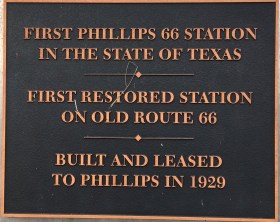 FIRST PHILLIPS 66 STATION
IN THE STATE OF TEXAS
FIRST RESTORED STATION
ON OLD ROUTE 66
BUILT AND LEASED
TO PHILLIPS IN 1929